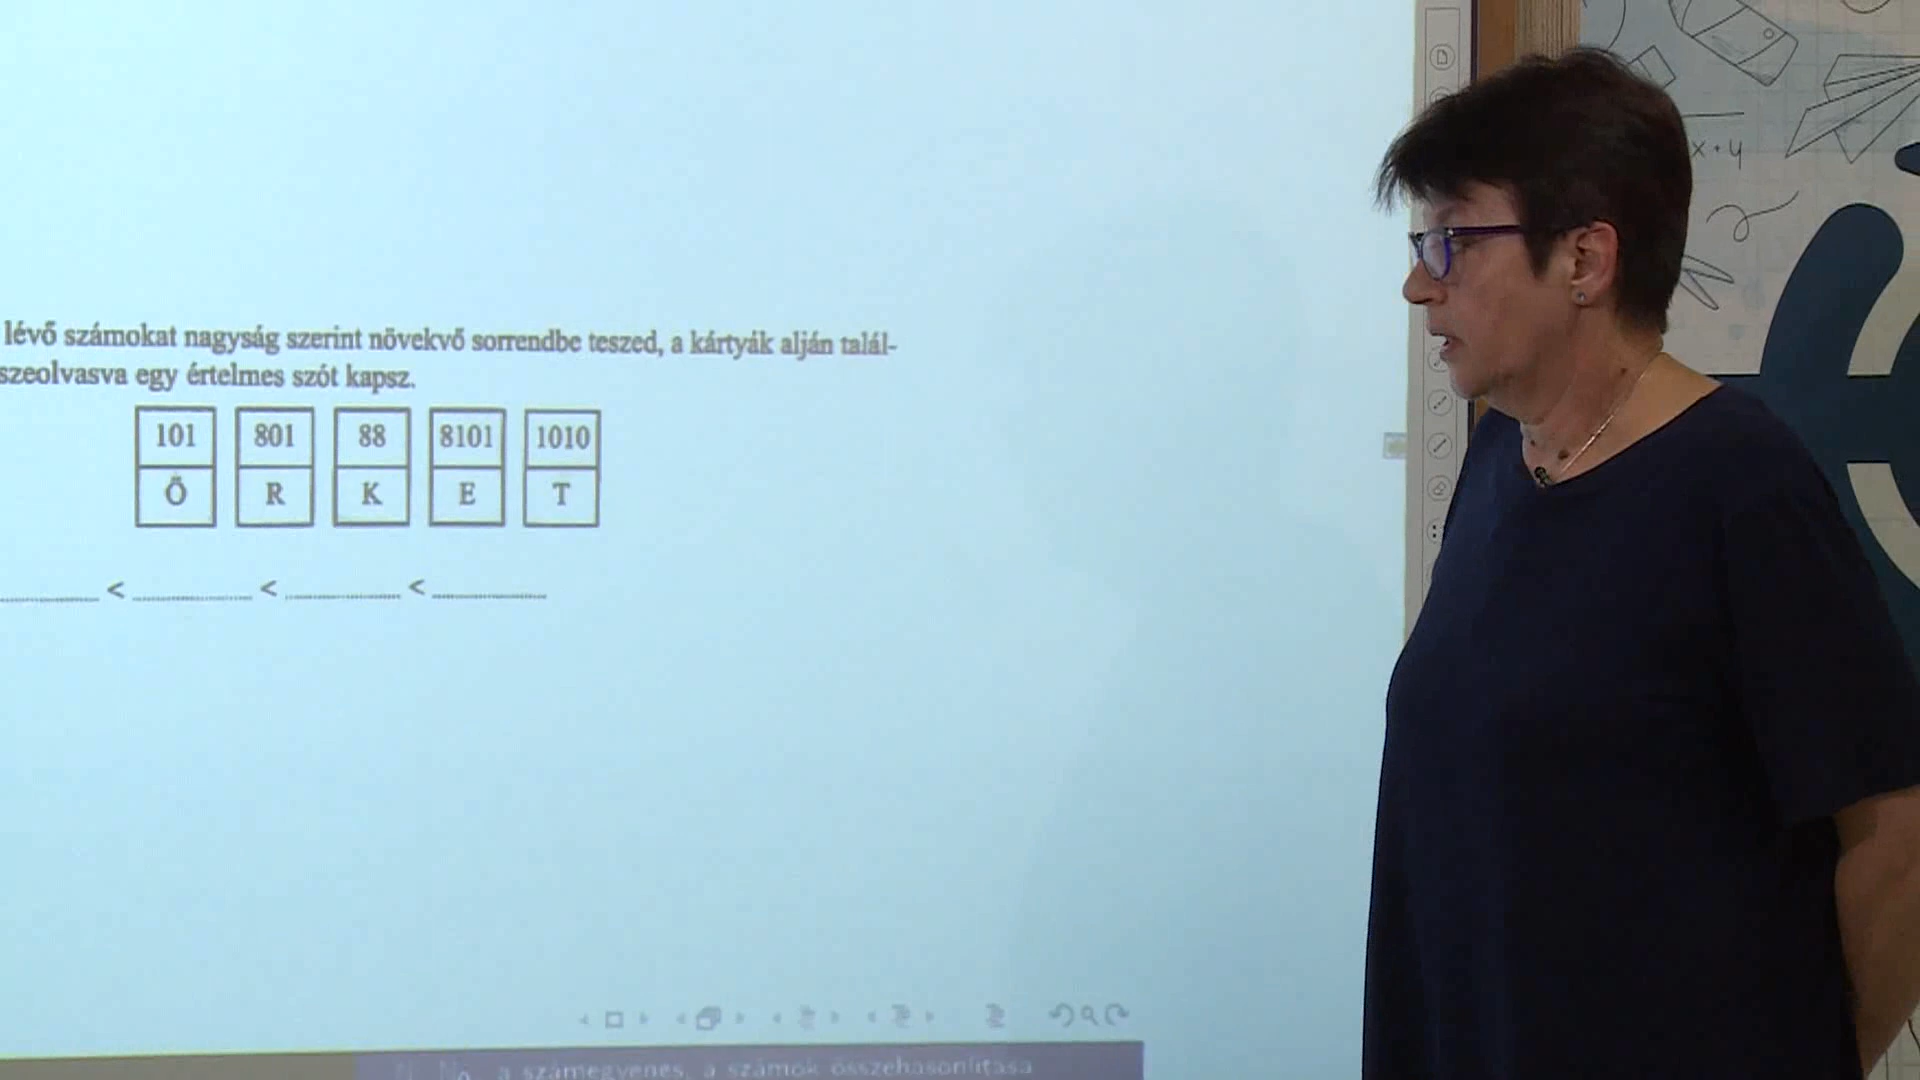 lévő számokat nagyság szerint növekvő sorrendbe teszed, a kártyák alján talál-
szeolvasva egy értelmes szót kapsz.
101 801 88 8101 1010
Ő R K E T
< < <
x + y
a számegyenes, a számok összehasonlítása